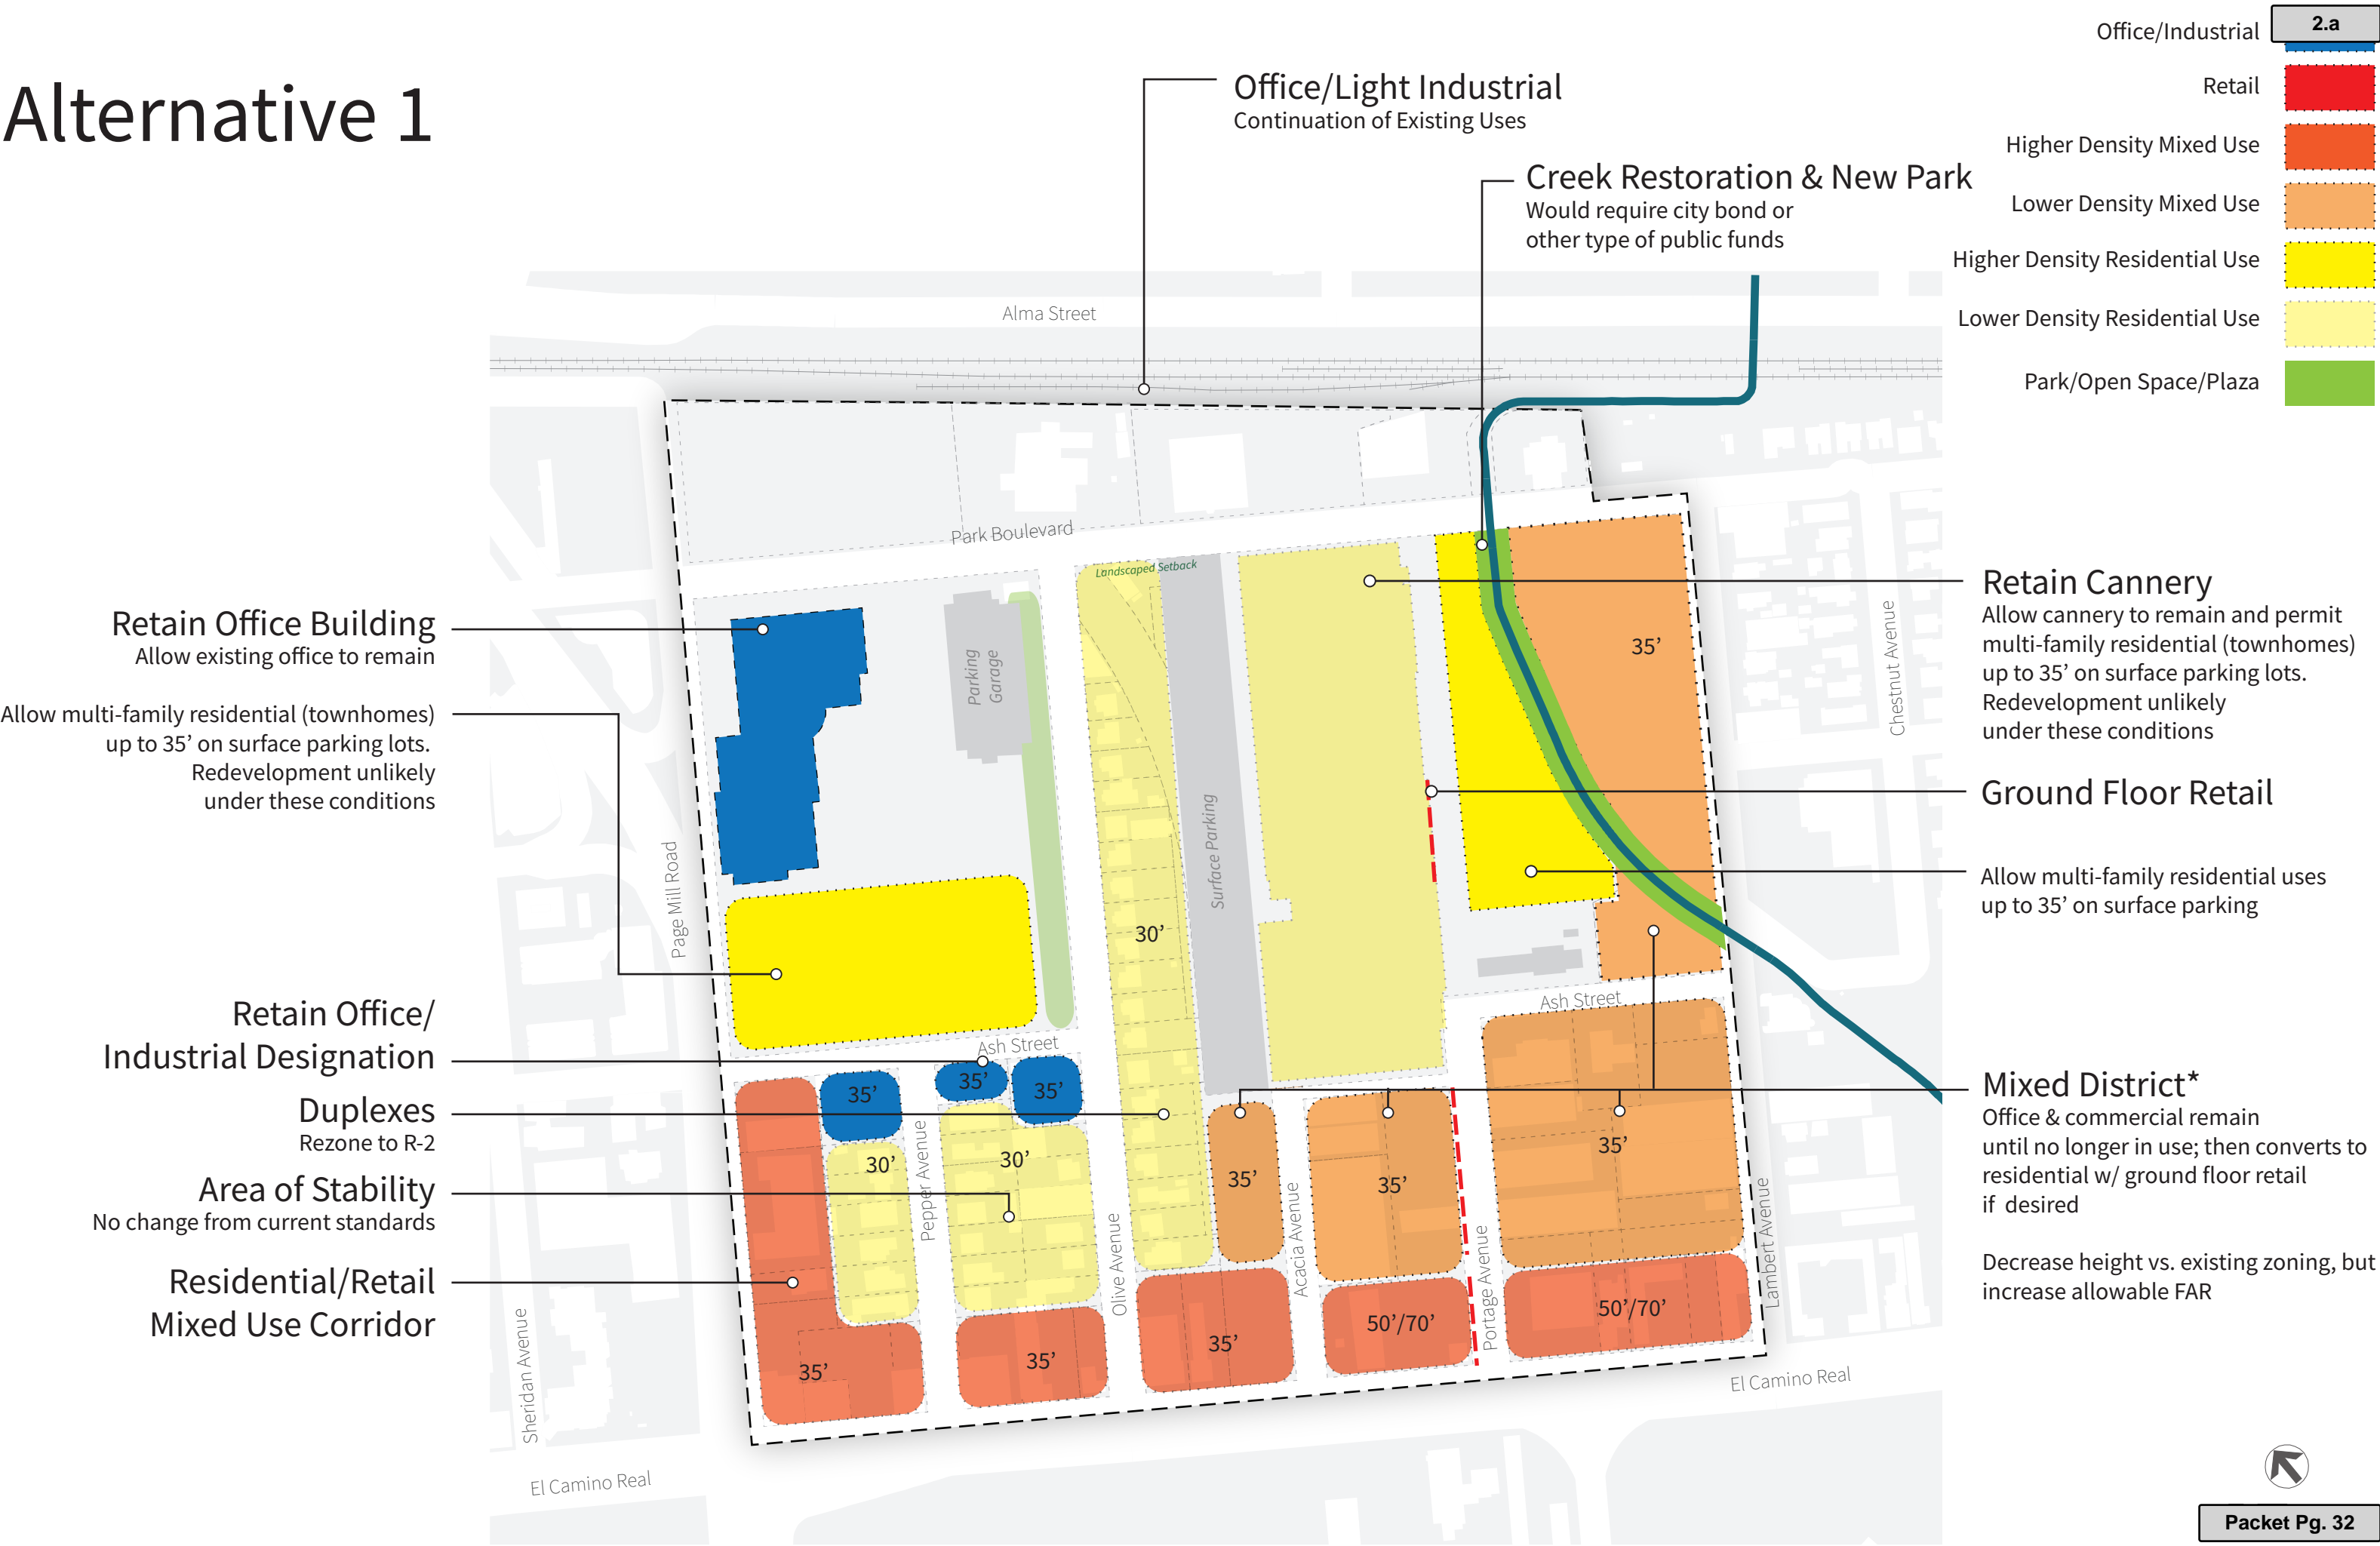 Alternative 1
2.a
Office/Industrial
Retail
Higher Density Mixed Use
Lower Density Mixed Use
Higher Density Residential Use
Lower Density Residential Use
Park/Open Space/Plaza
Office/Light Industrial
Continuation of Existing Uses
Creek Restoration & New Park
Would require city bond or
other type of public funds
Alma Street
Park Boulevard
Landscaped Setback
Retain Office Building
Allow existing office to remain
Allow multi-family residential (townhomes)
up to 35’ on surface parking lots.
Redevelopment unlikely
under these conditions
Retain Office/
Industrial Designation
Duplexes
Rezone to R-2
Area of Stability
No change from current standards
Residential/Retail
Mixed Use Corridor
Parking
Garage
Surface Parking
Page Mill Road
Chestnut Avenue
35’
30’
Retain Cannery
Allow cannery to remain and permit
multi-family residential (townhomes)
up to 35’ on surface parking lots.
Redevelopment unlikely
under these conditions
Ground Floor Retail
Allow multi-family residential uses
up to 35’ on surface parking
Mixed District*
Office & commercial remain
until no longer in use; then converts to
residential w/ ground floor retail
if desired
Decrease height vs. existing zoning, but
increase allowable FAR
Ash Street
Ash Street
35’
35’
35’
30’
30’
35’
35’
35’
Pepper Avenue
Olive Avenue
Acacia Avenue
Portage Avenue
Lambert Avenue
Sheridan Avenue
35’
35’
35’
50’/70’
50’/70’
El Camino Real
El Camino Real
Packet Pg. 32